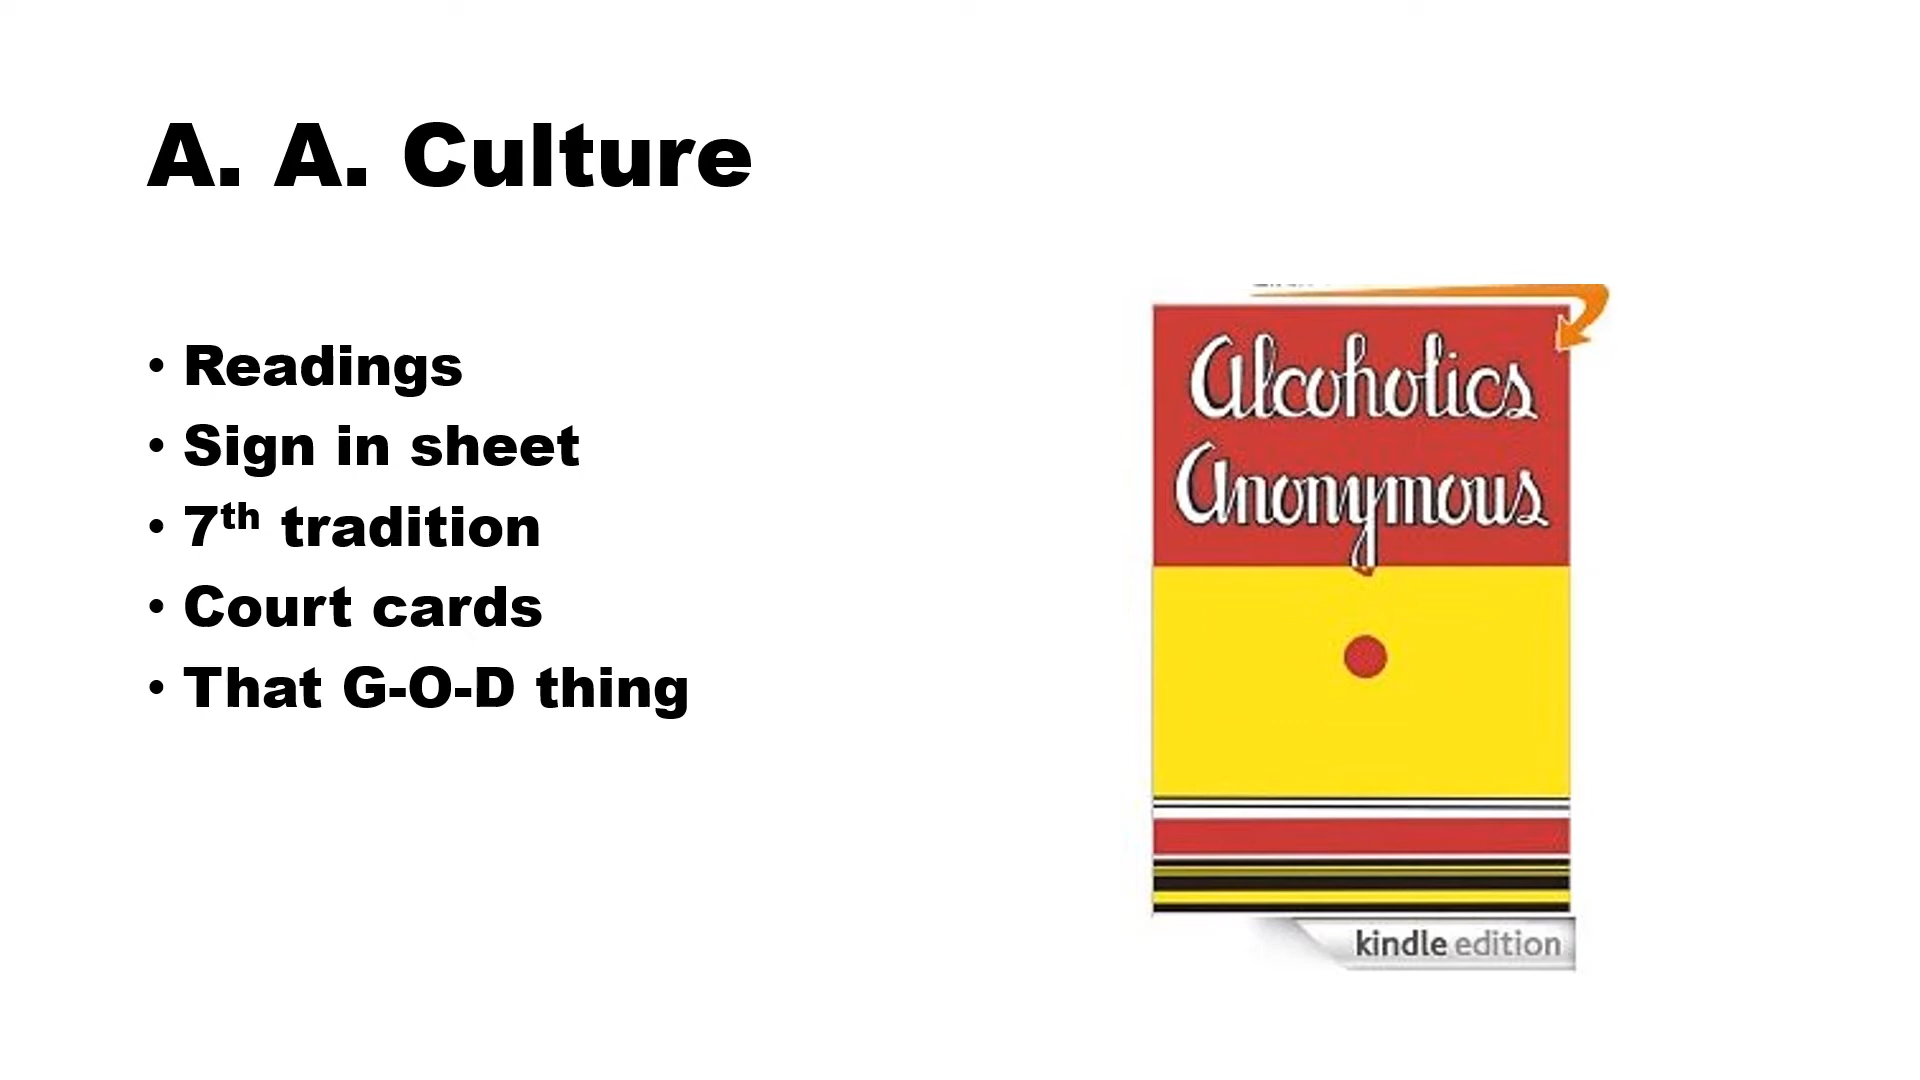 A. A. Culture
• Readings
• Sign in sheet
• 7th tradition
• Court cards
• That G-O-D thing
Alcoholics
Anonymous
kindle edition